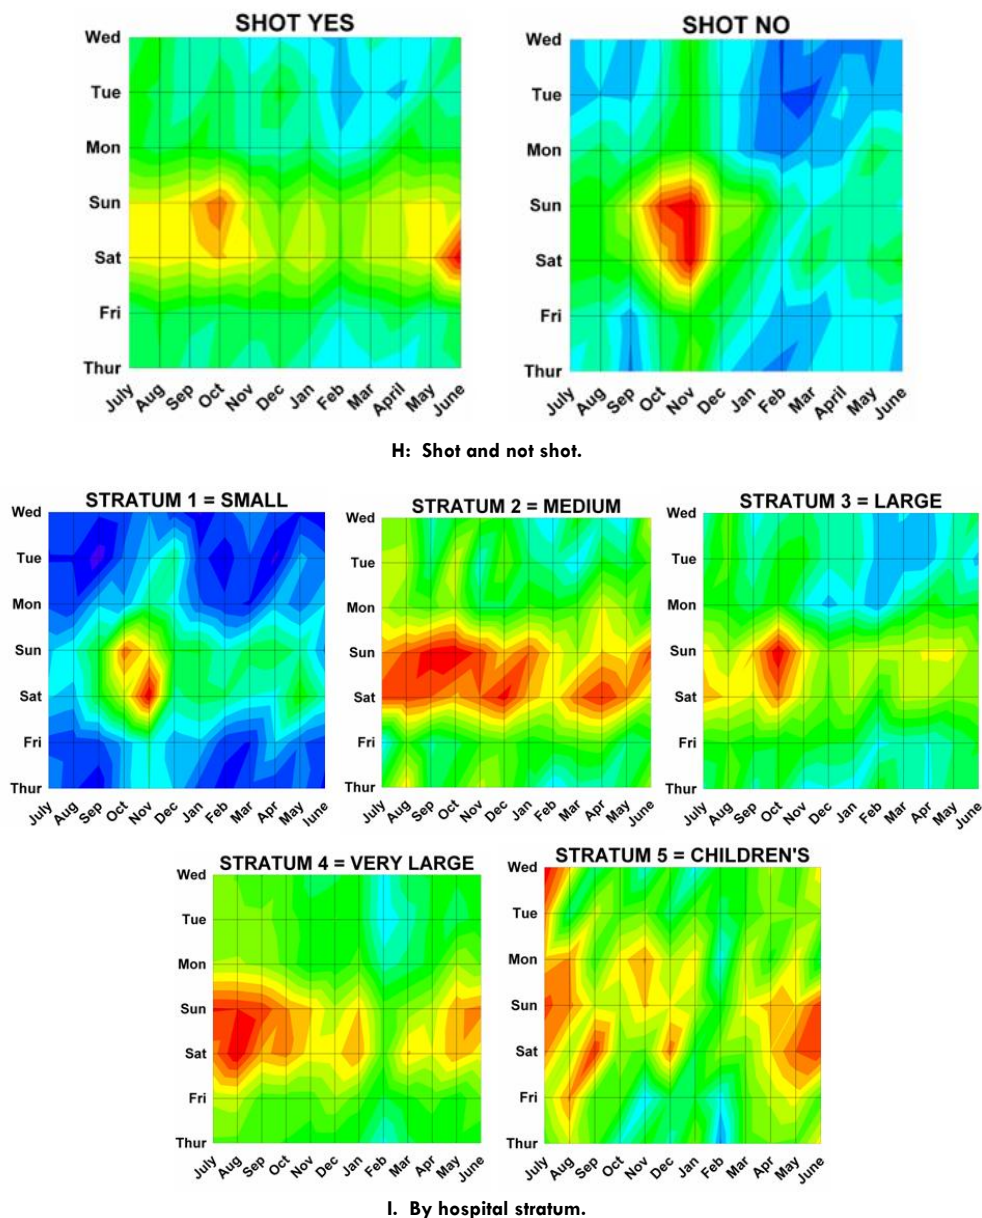 SHOT YES
Wed
Tue
Mon
Sun
Sat
Fri
Thur
July Aug Sep Oct Nov Dec Jan Feb Mar April May June
SHOT NO
Wed
Tue
Mon
Sun
Sat
Fri
Thur
July Aug Sep Oct Nov Dec Jan Feb Mar April May June
H: Shot and not shot.
STRATUM 1 = SMALL
Wed
Tue
Mon
Sun
Sat
Fri
Thur
July Aug Sep Oct Nov Dec Jan Feb Mar Apr May June
STRATUM 2 = MEDIUM
Wed
Tue
Mon
Sun
Sat
Fri
Thur
July Aug Sep Oct Nov Dec Jan Feb Mar Apr May June
STRATUM 3 = LARGE
Wed
Tue
Mon
Sun
Sat
Fri
Thur
July Aug Sep Oct Nov Dec Jan Feb Mar Apr May June
STRATUM 4 = VERY LARGE
Wed
Tue
Mon
Sun
Sat
Fri
Thur
July Aug Sep Oct Nov Dec Jan Feb Mar Apr May June
STRATUM 5 = CHILDREN'S
Wed
Tue
Mon
Sun
Sat
Fri
Thur
July Aug Sep Oct Nov Dec Jan Feb Mar Apr May June
I. By hospital stratum.